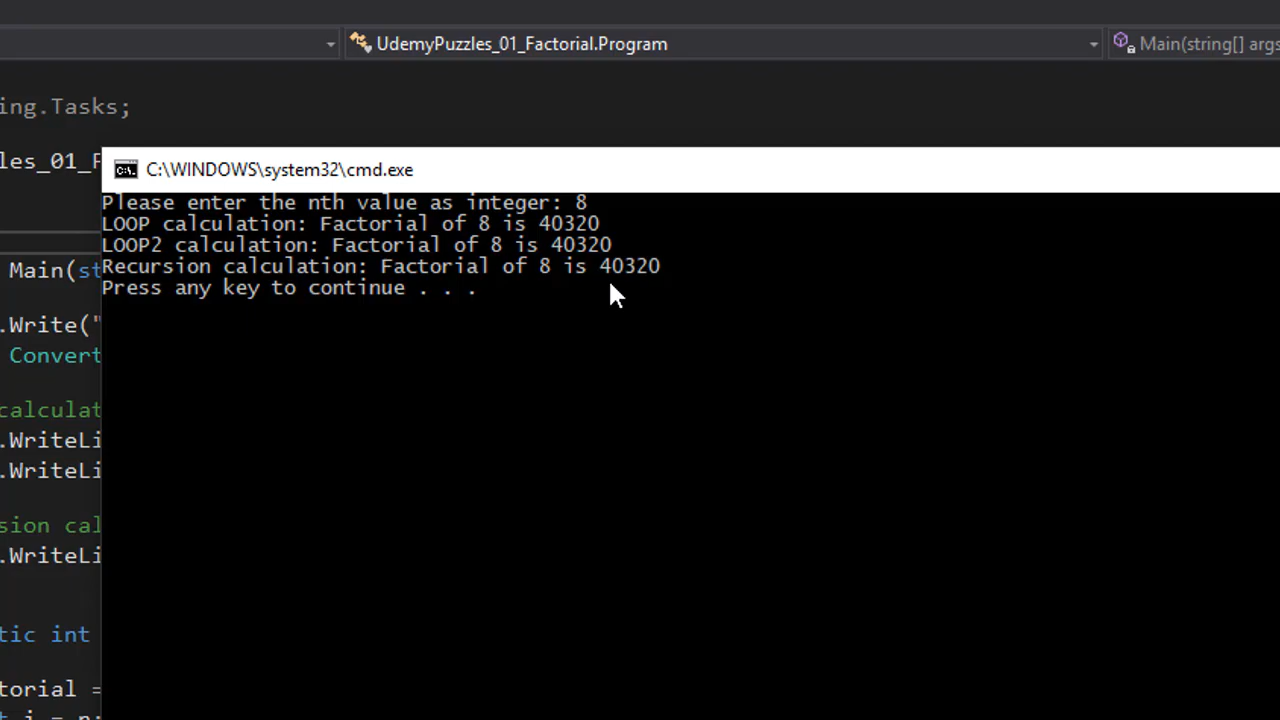 UdemyPuzzles_01_Factorial.Program
Main(string[] args
ing.Tasks;
les_01_F
C:\WINDOWS\system32\cmd.exe
Please enter the nth value as integer: 8
LOOP calculation: Factorial of 8 is 40320
LOOP2 calculation: Factorial of 8 is 40320
Main(st
Recursion calculation: Factorial of 8 is 40320
Press any key to continue . . .
.Write("
Convert
calculat
.WriteLi
.WriteLi
sion cal
.WriteLi
tic int
torial =